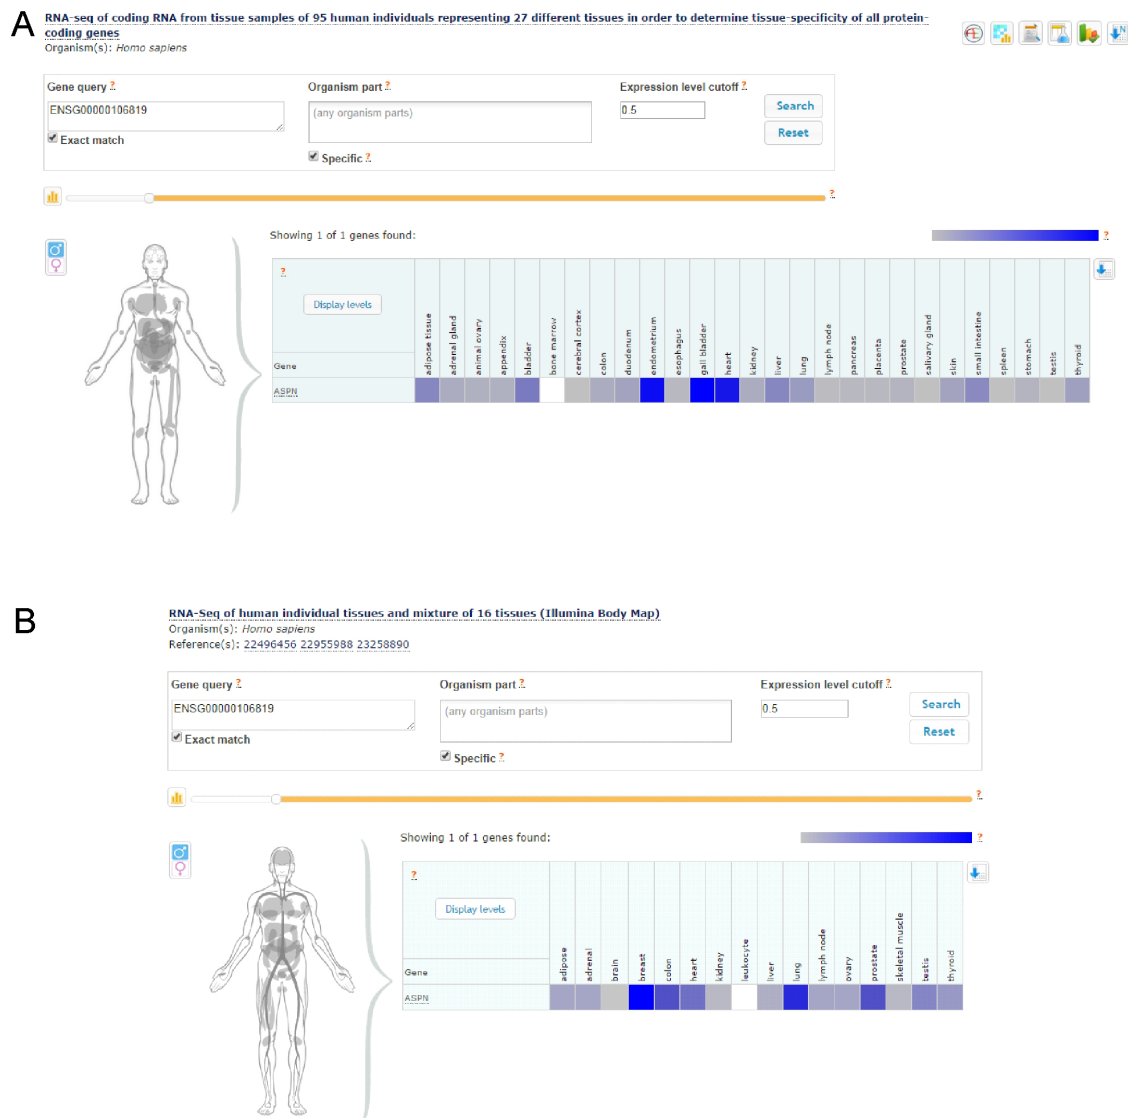 A
RNA-seq of coding RNA from tissue samples of 95 human individuals representing 27 different tissues in order to determine tissue-specificity of all protein-
coding genes
Organism(s): Homo sapiens
Gene query ?
Organism part ?
Expression level cutoff ?
ENSG00000106819
(any organism parts)
0.5
Search
Reset
Exact match
Specific ?
?
Showing 1 of 1 genes found:
?
?
Display levels
Gene
adipose tissue
adrenal gland
animal ovary
appendix
bladder
bone marrow
cerebral cortex
colon
duodenum
endometrium
esophagus
gall bladder
heart
kidney
liver
lung
lymph node
pancreas
placenta
prostate
salivary gland
skin
small intestine
spleen
stomach
testis
thyroid
ASPN
B
RNA-Seq of human individual tissues and mixture of 16 tissues (Illumina Body Map)
Organism(s): Homo sapiens
Reference(s): 22496456 22955988 23258890
Gene query ?
Organism part ?
Expression level cutoff ?
ENSG00000106819
(any organism parts)
0.5
Search
Reset
Exact match
Specific ?
?
Showing 1 of 1 genes found:
?
?
Display levels
Gene
adipose
adrenal
brain
breast
colon
heart
kidney
leukocyte
liver
lung
lymph node
ovary
prostate
skeletal muscle
testis
thyroid
ASPN